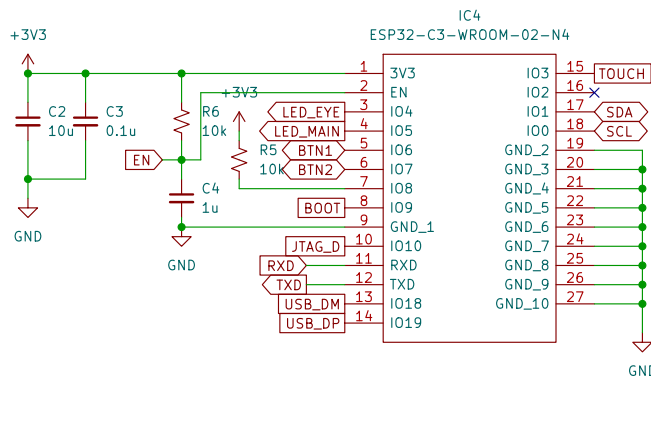 IC4
ESP32-C3-WROOM-02-N4
+3V3
1 3V3 IO3 15 TOUCH
+3V3
2 EN IO2 16
C2 C3 R6 LED_EYE 3 IO4 IO1 17 SDA
10u 0.1u 10k LED_MAIN 4 IO5 IO0 18 SCL
R5 BTN1 5 IO6 GND_2 19
EN
10k BTN2 6 IO7 GND_3 20
C4 7 IO8 GND_4 21
1u BOOT 8 IO9 GND_5 22
GND 9 GND_1 GND_6 23
JTAG_D 10 IO10 GND_7 24
GND RXD 11 RXD GND_8 25
TXD 12 TXD GND_9 26
USB_DM 13 IO18 GND_10 27
USB_DP 14 IO19
GND